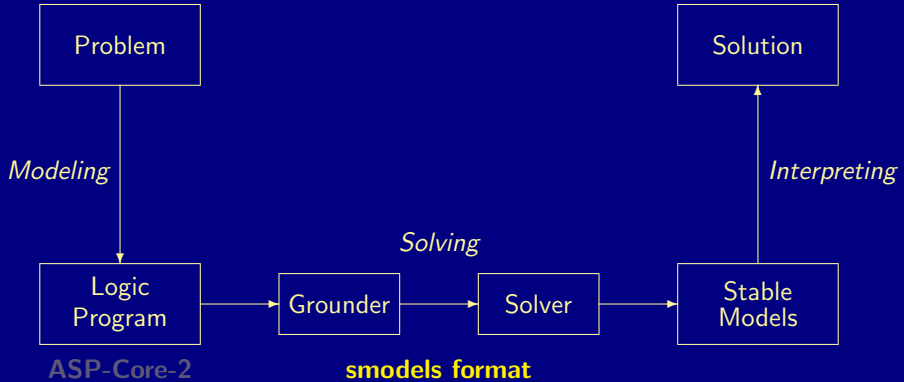 Problem
Solution
Modeling
Interpreting
Solving
Logic
Program
Grounder
Solver
Stable
Models
ASP-Core-2
smodels format